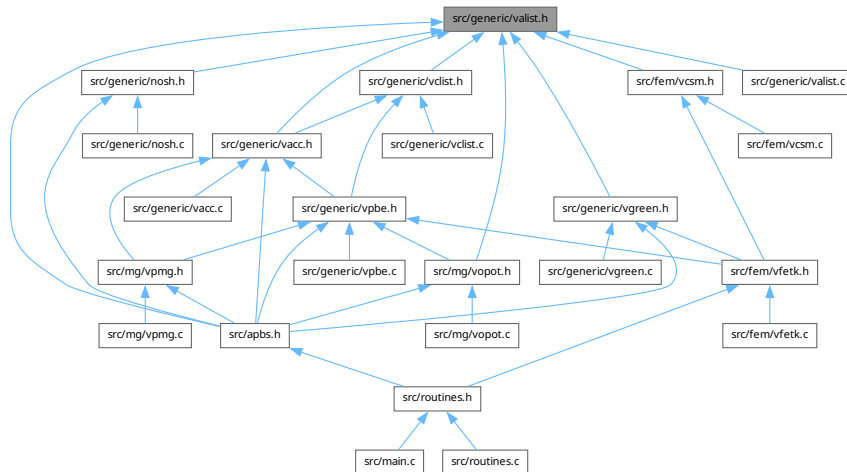 src/generic/valist.h
src/generic/nosh.h
src/generic/vclist.h
src/fem/vcsm.h
src/generic/valist.c
src/generic/nosh.c
src/generic/vacc.h
src/generic/vclist.c
src/fem/vcsm.c
src/generic/vacc.c
src/generic/vpbe.h
src/generic/vgreen.h
src/mg/vpmg.h
src/generic/vpbe.c
src/mg/vopot.h
src/generic/vgreen.c
src/fem/vfetk.h
src/mg/vpmg.c
src/apbs.h
src/mg/vopot.c
src/fem/vfetk.c
src/routines.h
src/main.c
src/routines.c